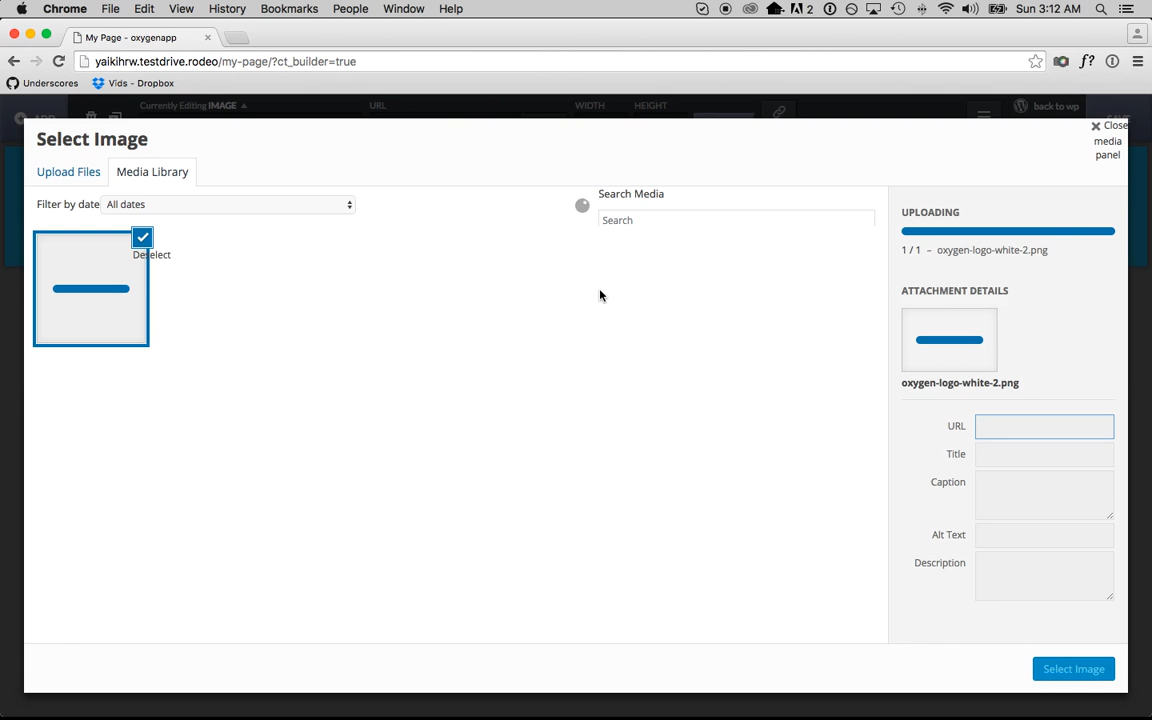 Chrome File Edit View History Bookmarks People Window Help 2 Sun 3:12 AM
My Page - oxygenapp
yaikihrw.testdrive.rodeo/my-page/?ct_builder=true f?
Underscores Vids - Dropbox
Currently Editing IMAGE URL WIDTH HEIGHT back to wp
Select Image
Close media panel
Upload Files Media Library
Filter by date All dates
Search Media
Search
Deselect
UPLOADING
1 / 1 – oxygen-logo-white-2.png
ATTACHMENT DETAILS
oxygen-logo-white-2.png
URL
Title
Caption
Alt Text
Description
Select Image